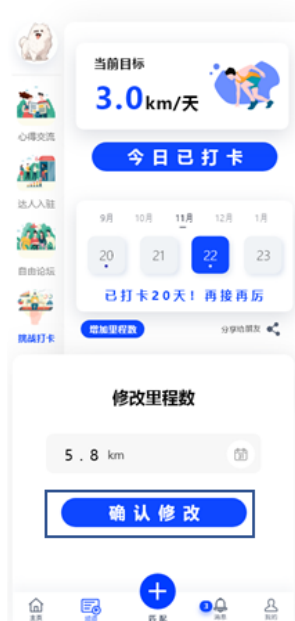 当前目标
3.0km/天
心得交流
今日已打卡
达人入驻
9月 10月 11月 12月 1月
20 21 22 23
自由论坛
已打卡20天！再接再厉
挑战打卡
增加里程数 分享给朋友
修改里程数
5.8 km
确认修改
主页 动态 匹配 3 消息 我的